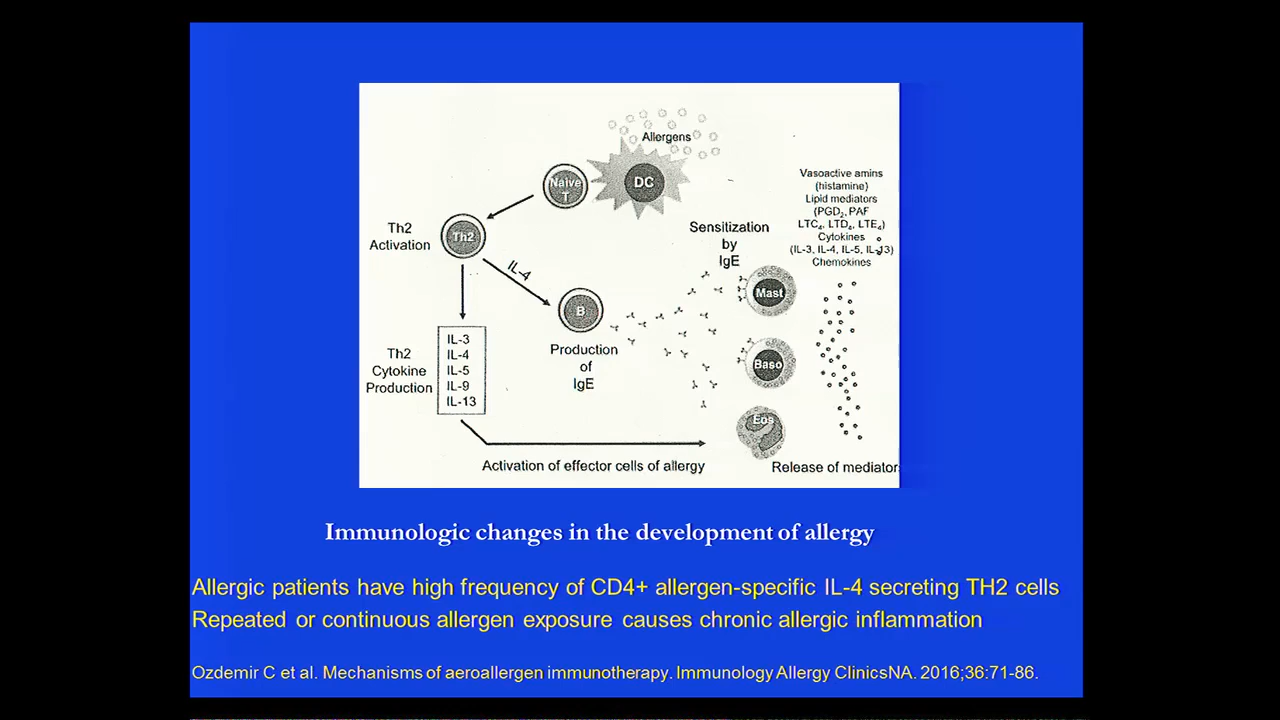 Allergens
Naive
T
DC
Th2
Activation
Th2
IL-4
B
Production
of
IgE
Th2
Cytokine
Production
IL-3
IL-4
IL-5
IL-9
IL-13
Sensitization
by
IgE
Mast
Baso
Eos
Vasoactive amins
(histamine)
Lipid mediators
(PGD2, PAF
LTC4, LTD4, LTE4)
Cytokines
(IL-3, IL-4, IL-5, IL-13)
Chemokines
Activation of effector cells of allergy
Release of mediator
Immunologic changes in the development of allergy
Allergic patients have high frequency of CD4+ allergen-specific IL-4 secreting TH2 cells
Repeated or continuous allergen exposure causes chronic allergic inflammation
Ozdemir C et al. Mechanisms of aeroallergen immunotherapy. Immunology Allergy ClinicsNA. 2016;36:71-86.